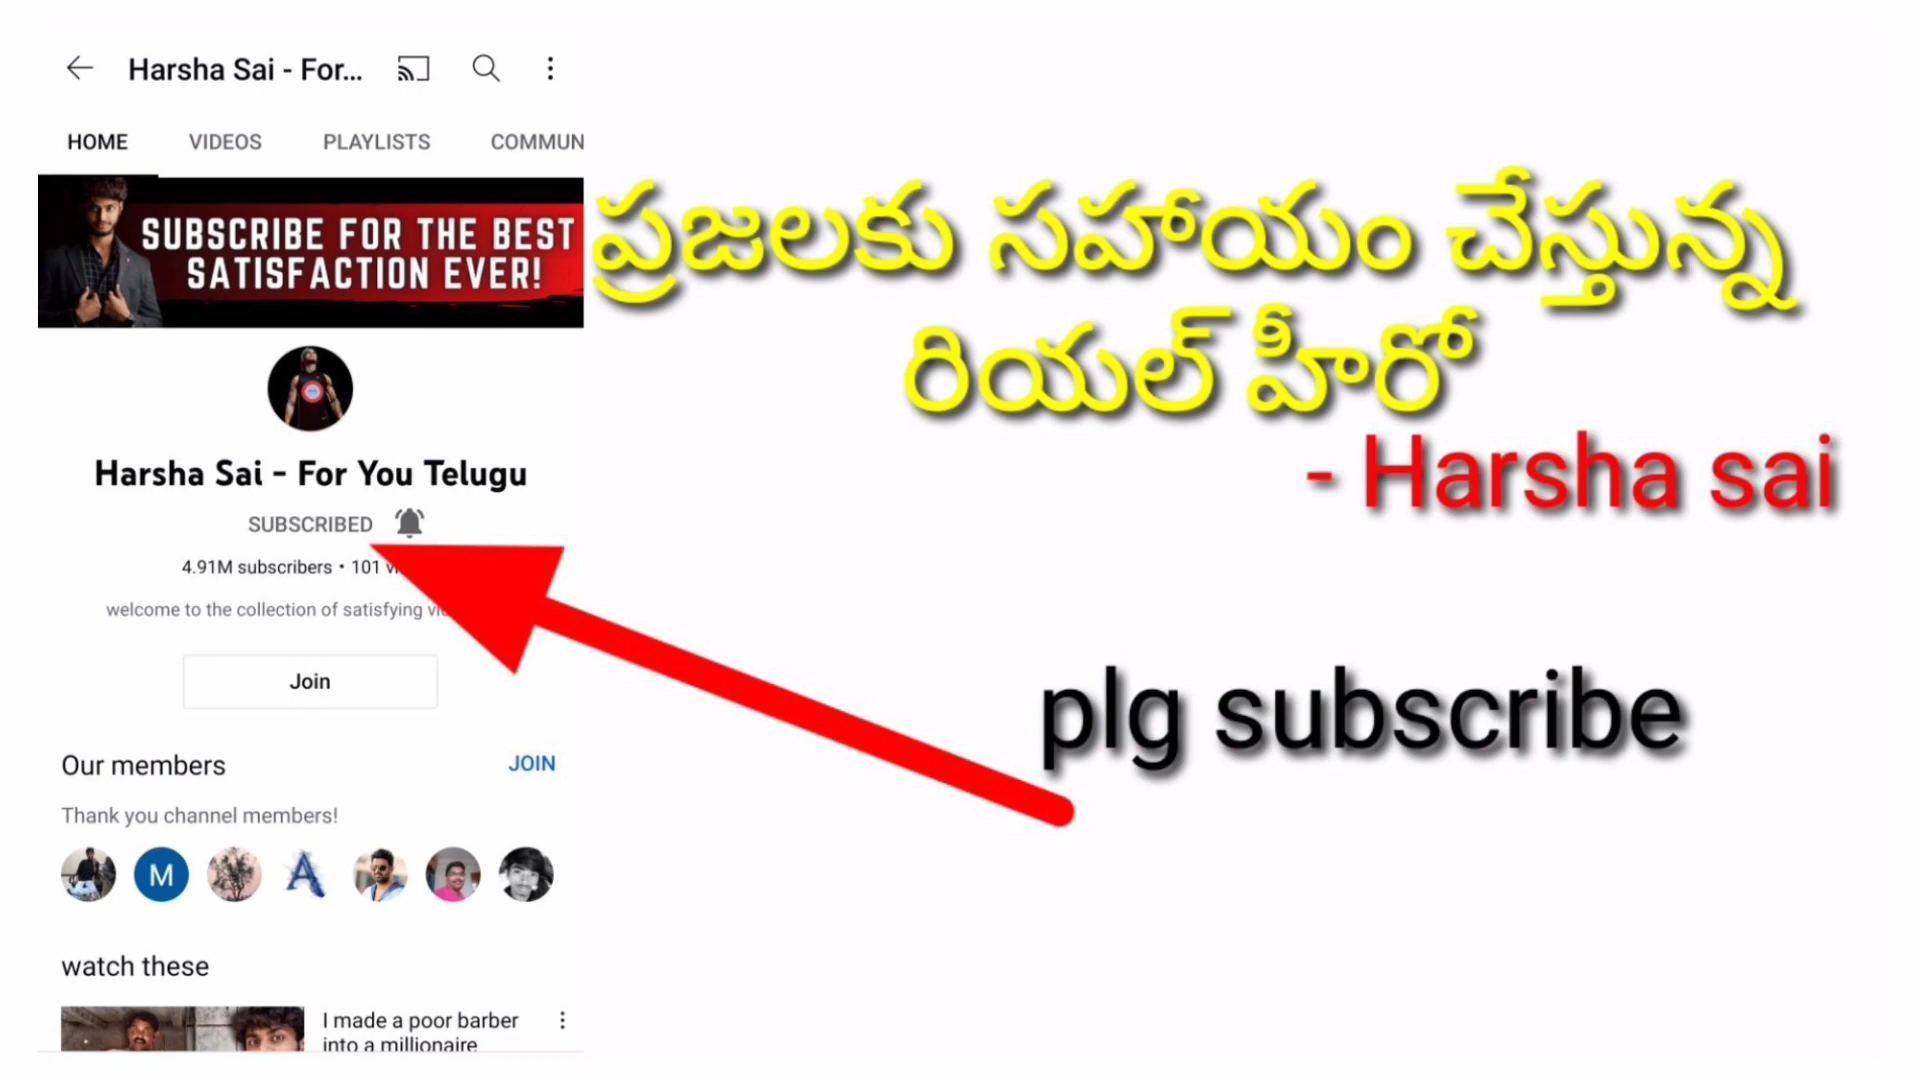 Harsha Sai - For...
HOME VIDEOS PLAYLISTS COMMUN
SUBSCRIBE FOR THE BEST
SATISFACTION EVER!
Harsha Sai - For You Telugu
SUBSCRIBED
4.91M subscribers • 101
welcome to the collection of satisfying
Join
Our members JOIN
Thank you channel members!
M
A
watch these
I made a poor barber
into a millionaire
ప్రజలకు సహాయం చేస్తున్న
రియల్ హీరో
- Harsha sai
plg subscribe